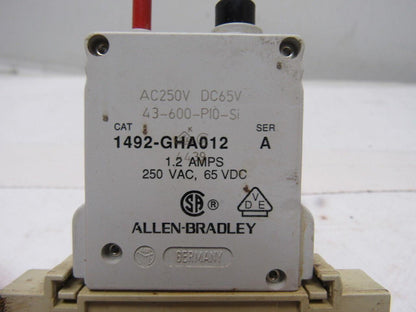 AC250V DC65V
43-600-P10-Si
CAT SER
1492-GHA012 A
1.2 AMPS
250 VAC, 65 VDC
SA ® VDE
ALLEN-BRADLEY
GERMANY